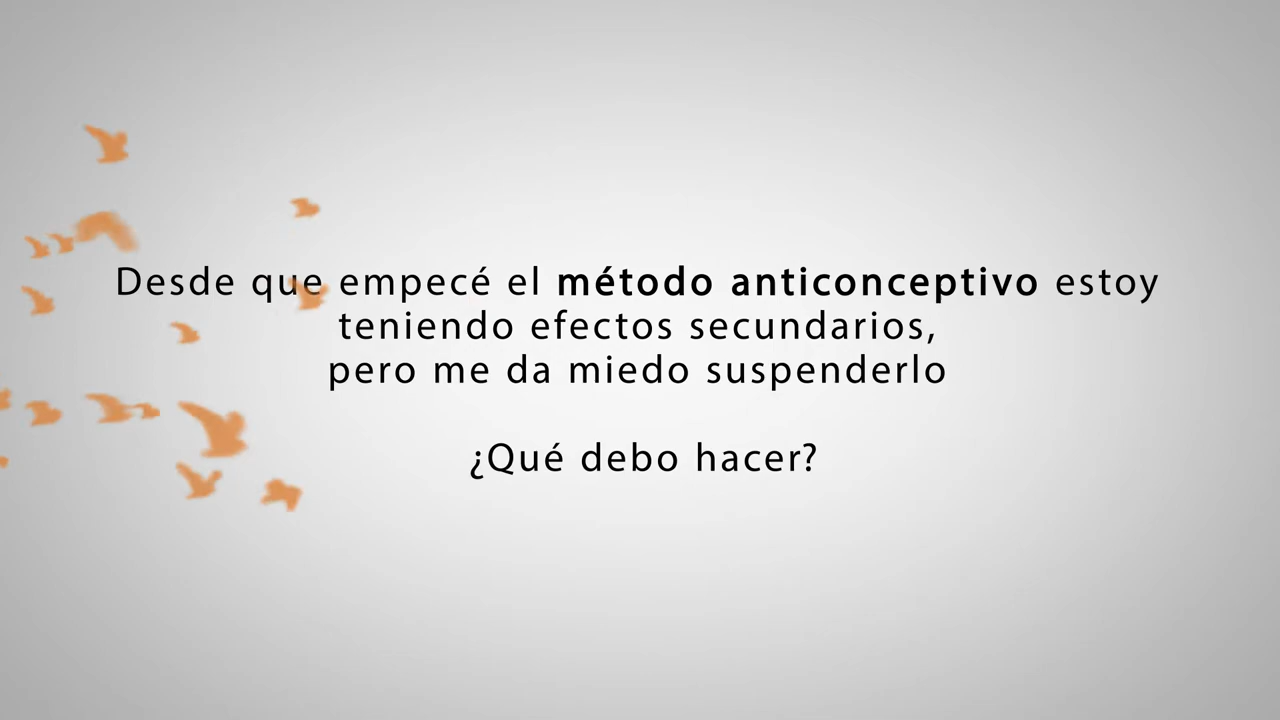 Desde que empecé el método anticonceptivo estoy
teniendo efectos secundarios,
pero me da miedo suspenderlo
¿Qué debo hacer?